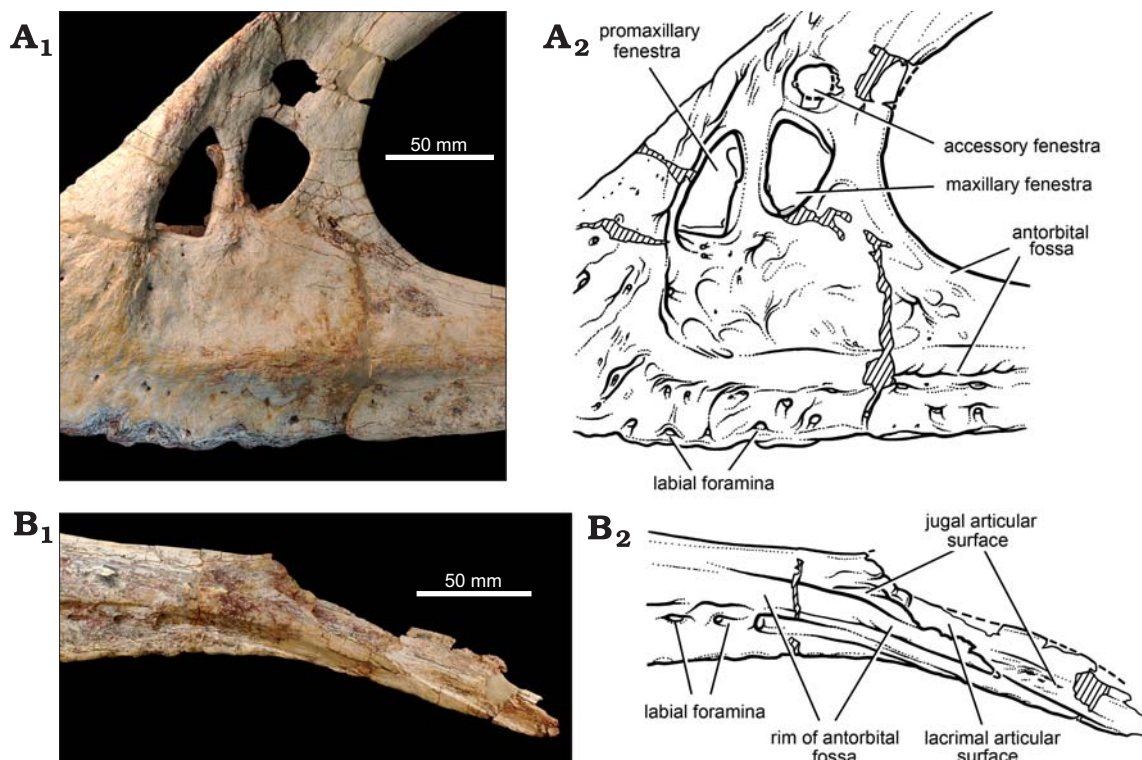 A1
50 mm
A2
promaxillary
fenestra
accessory fenestra
maxillary fenestra
antorbital
fossa
labial foramina
B1
50 mm
B2
jugal articular
surface
labial foramina
rim of antorbital
fossa
lacrimal articular
surface